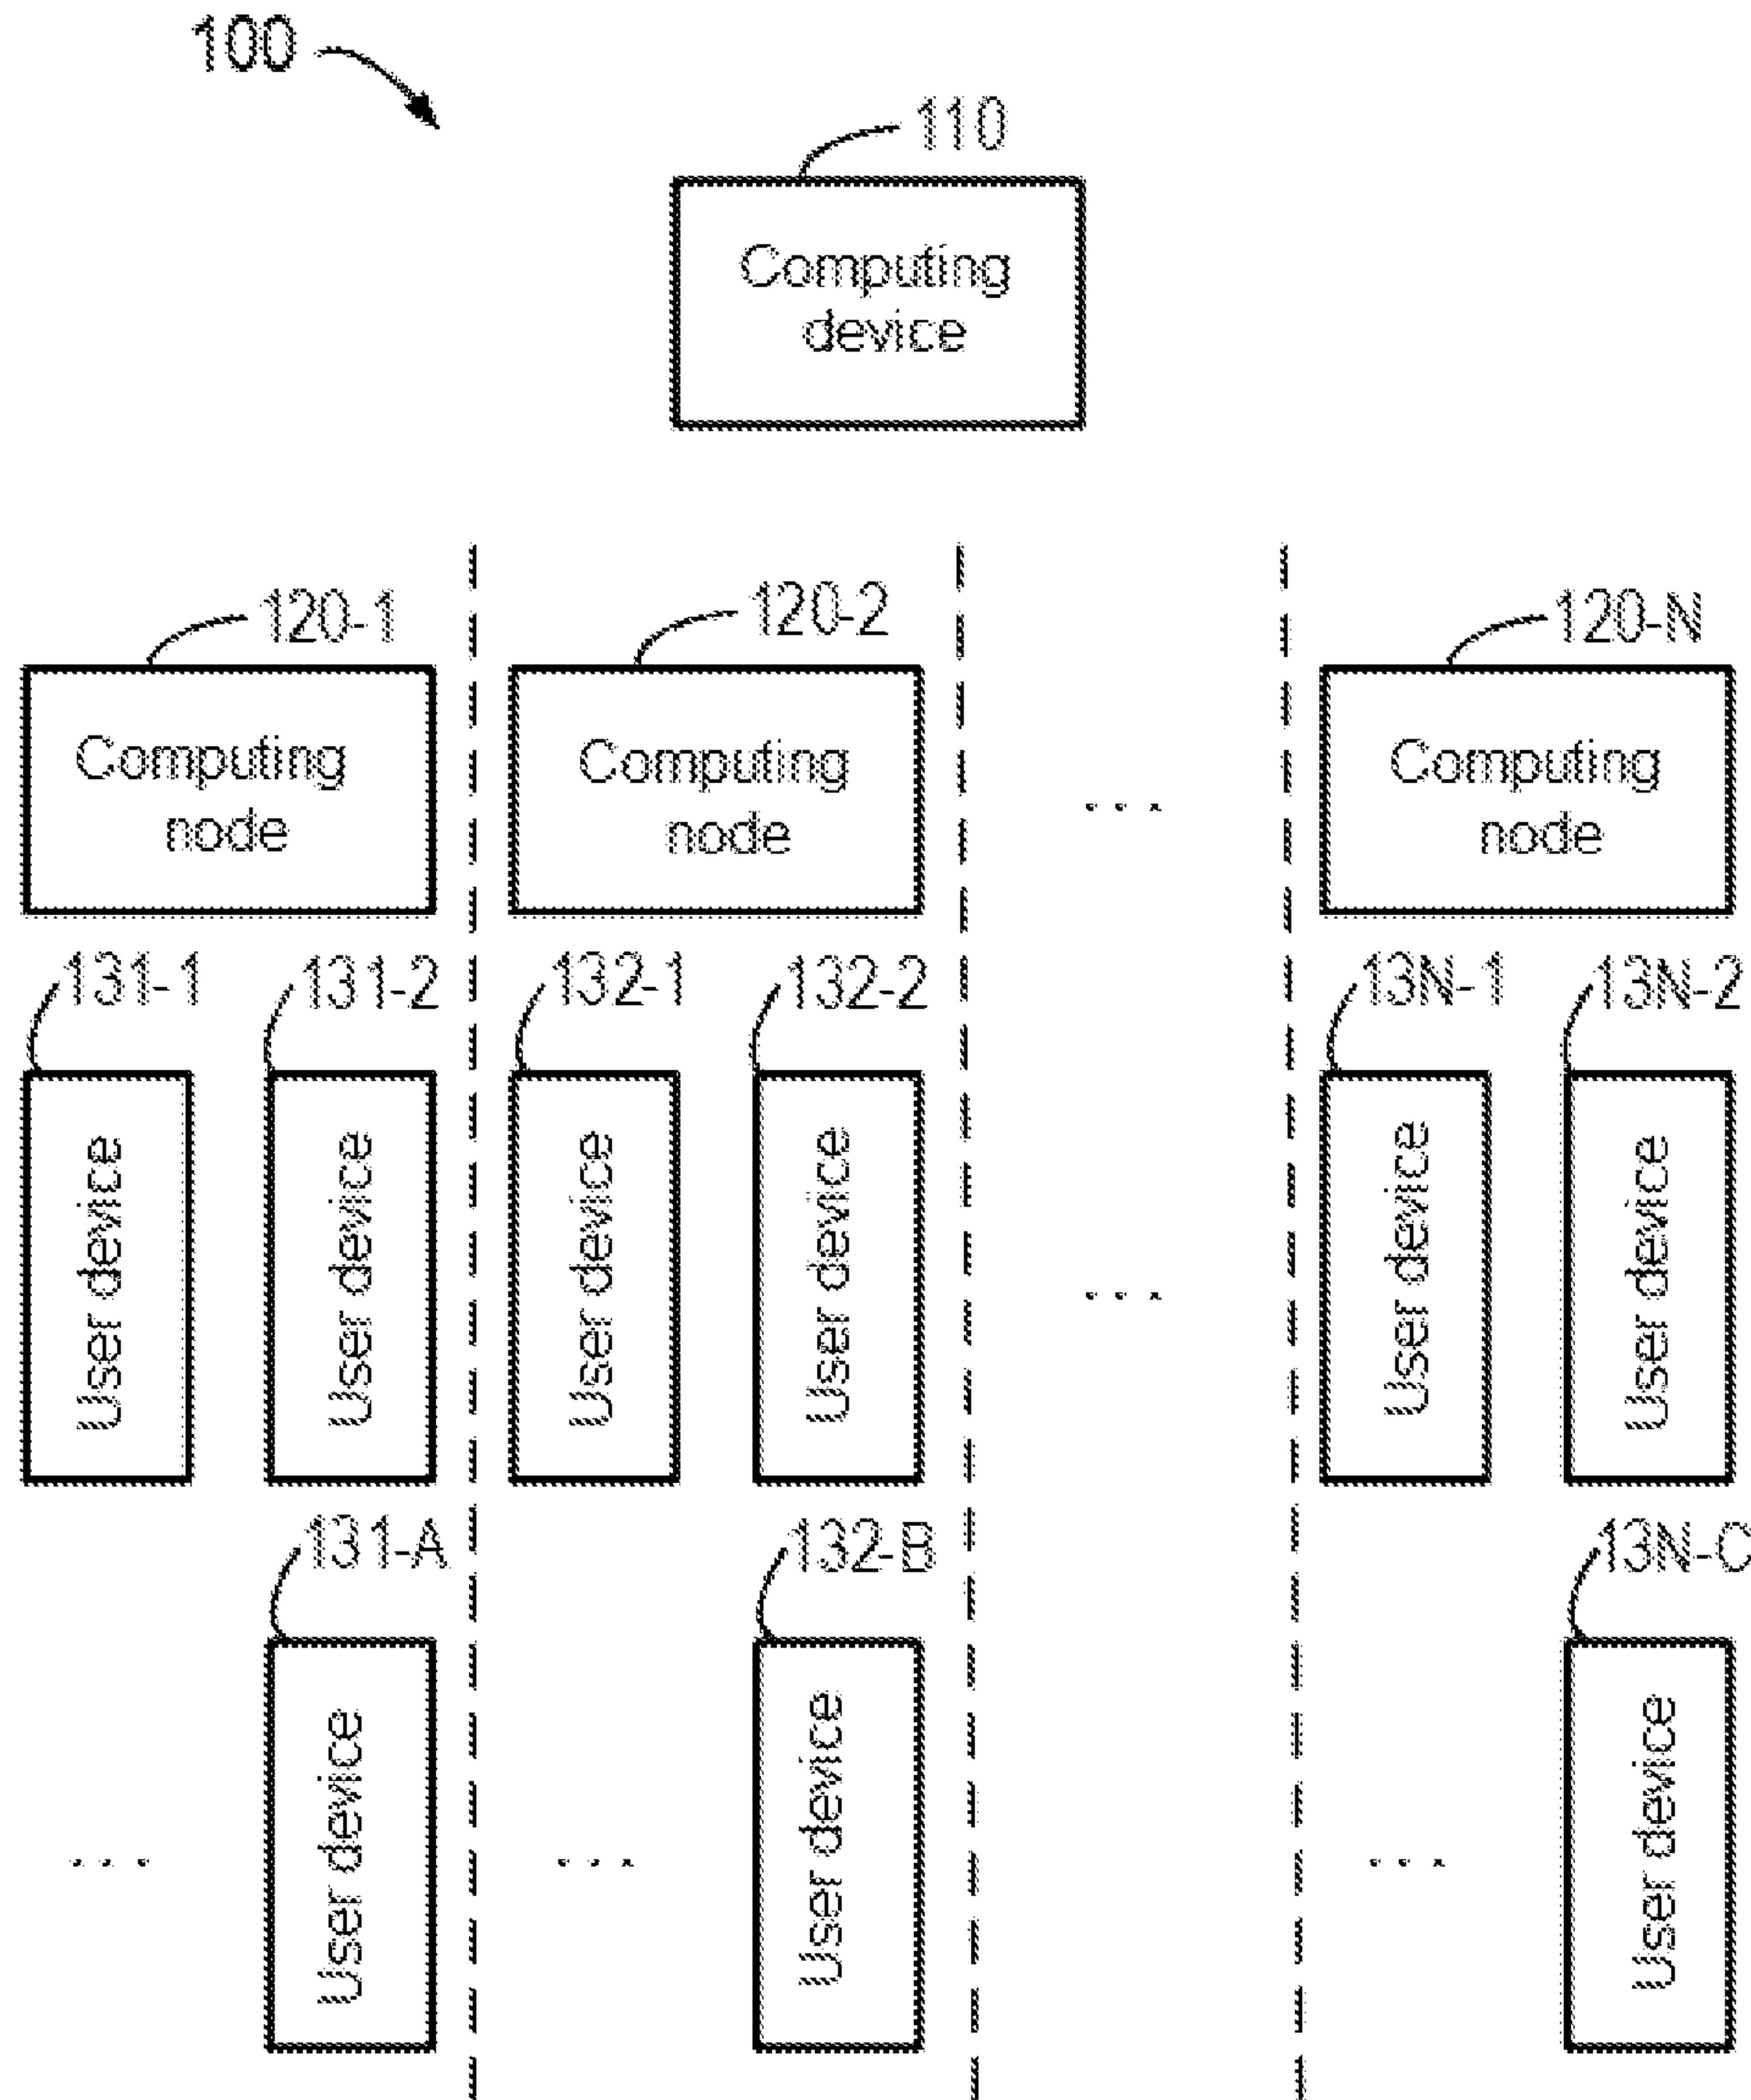 100
110
Computing
device
120-1
120-2
120-N
Computing
node
Computing
node
...
Computing
node
131-1
131-2
132-1
132-2
13N-1
13N-2
User device
User device
User device
User device
...
User device
User device
131-A
132-B
13N-C
...
User device
...
User device
...
User device